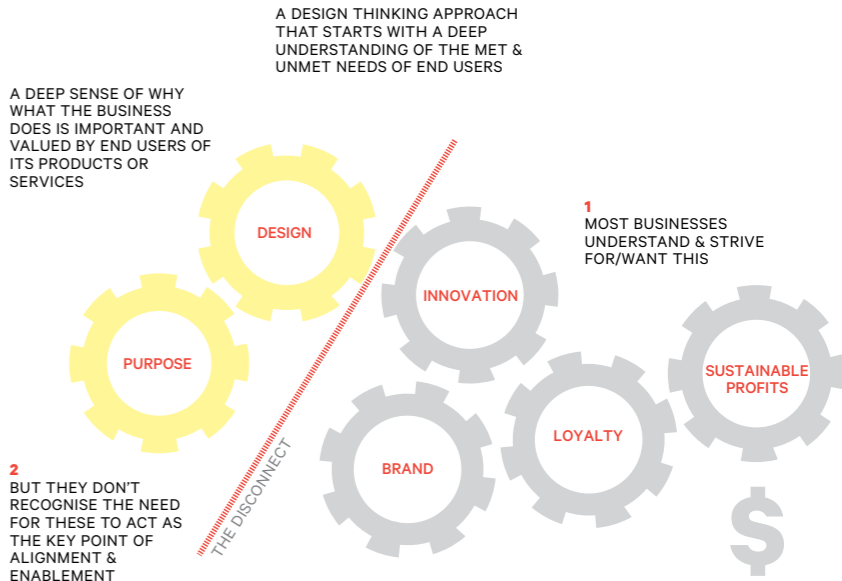 A DESIGN THINKING APPROACH
THAT STARTS WITH A DEEP
UNDERSTANDING OF THE MET &
UNMET NEEDS OF END USERS
A DEEP SENSE OF WHY
WHAT THE BUSINESS
DOES IS IMPORTANT AND
VALUED BY END USERS OF
ITS PRODUCTS OR
SERVICES
DESIGN
PURPOSE
1
MOST BUSINESSES
UNDERSTAND & STRIVE
FOR/WANT THIS
INNOVATION
SUSTAINABLE
PROFITS
LOYALTY
BRAND
THE DISCONNECT
2
BUT THEY DON'T
RECOGNISE THE NEED
FOR THESE TO ACT AS
THE KEY POINT OF
ALIGNMENT &
ENABLEMENT
$